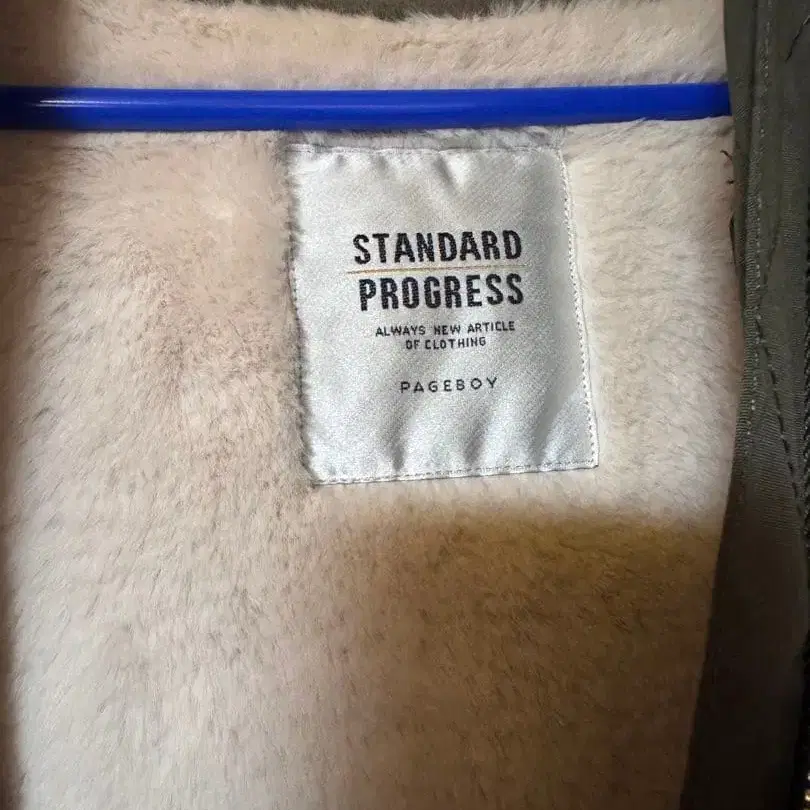 STANDARD
PROGRESS
ALWAYS NEW ARTICLE
OF CLOTHING
PAGEBOY